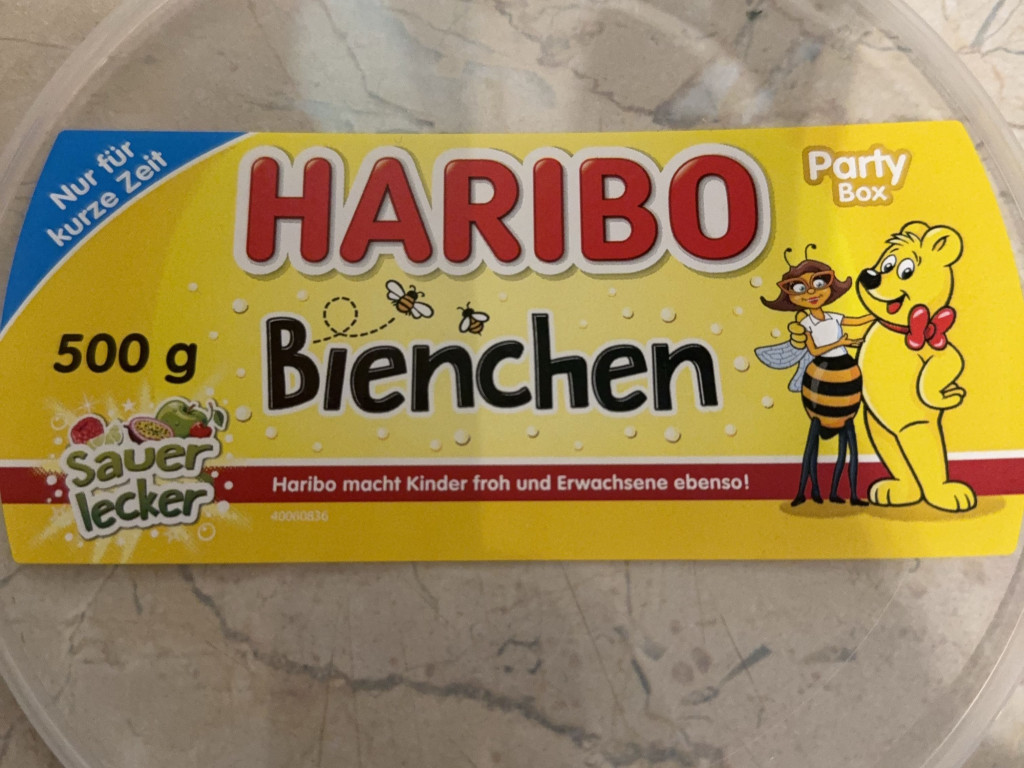 Nur für
kurze Zeit
HARIBO
Party
Box
Bienchen
500 g
Sauer
lecker
Haribo macht Kinder froh und Erwachsene ebenso!
40060836